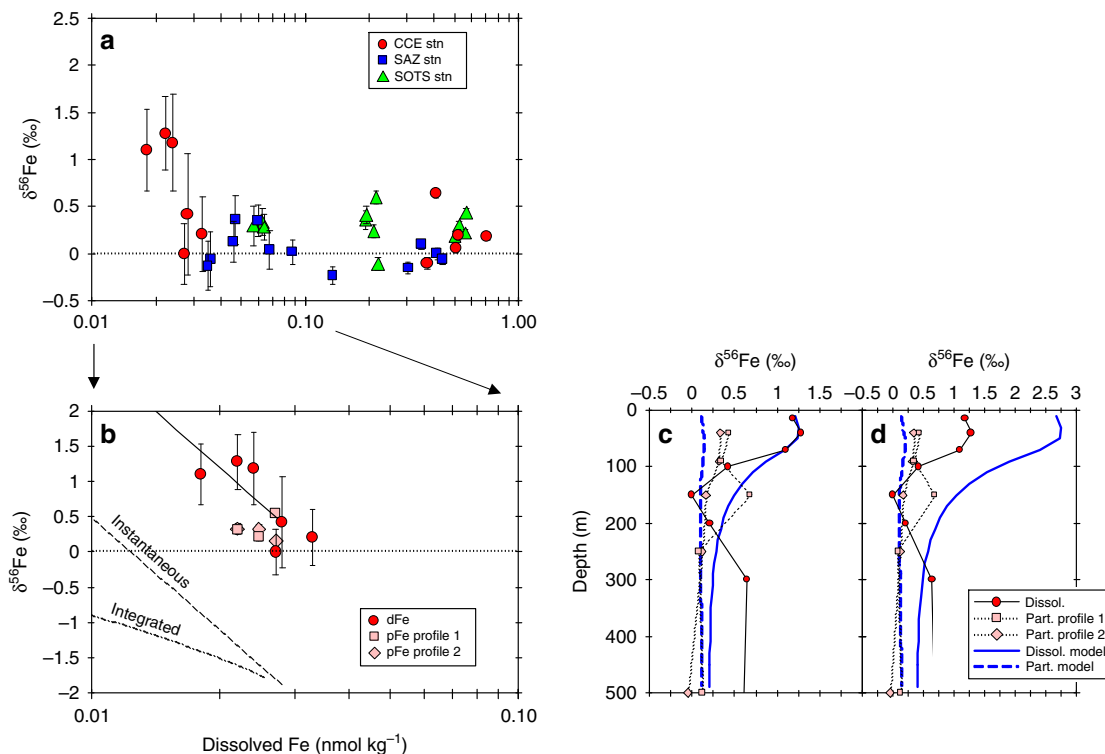 a
CCE stn
SAZ stn
SOTS stn
2.5
2
1.5
1
0.5
0
−0.5
δ56Fe (‰)
0.01 0.10 1.00
b
2
1.5
1
0.5
0
−0.5
−1
−1.5
−2
δ56Fe (‰)
Instantaneous
Integrated
dFe
pFe profile 1
pFe profile 2
0.01 0.10
Dissolved Fe (nmol kg−1)
δ56Fe (‰) δ56Fe (‰)
−0.5 0 0.5 1 1.5 −0.5 0 0.5 1 1.5 2 2.5 3
c d
0
100
200
300
400
500
Depth (m)
Dissol.
Part. profile 1
Part. profile 2
Dissol. model
Part. model